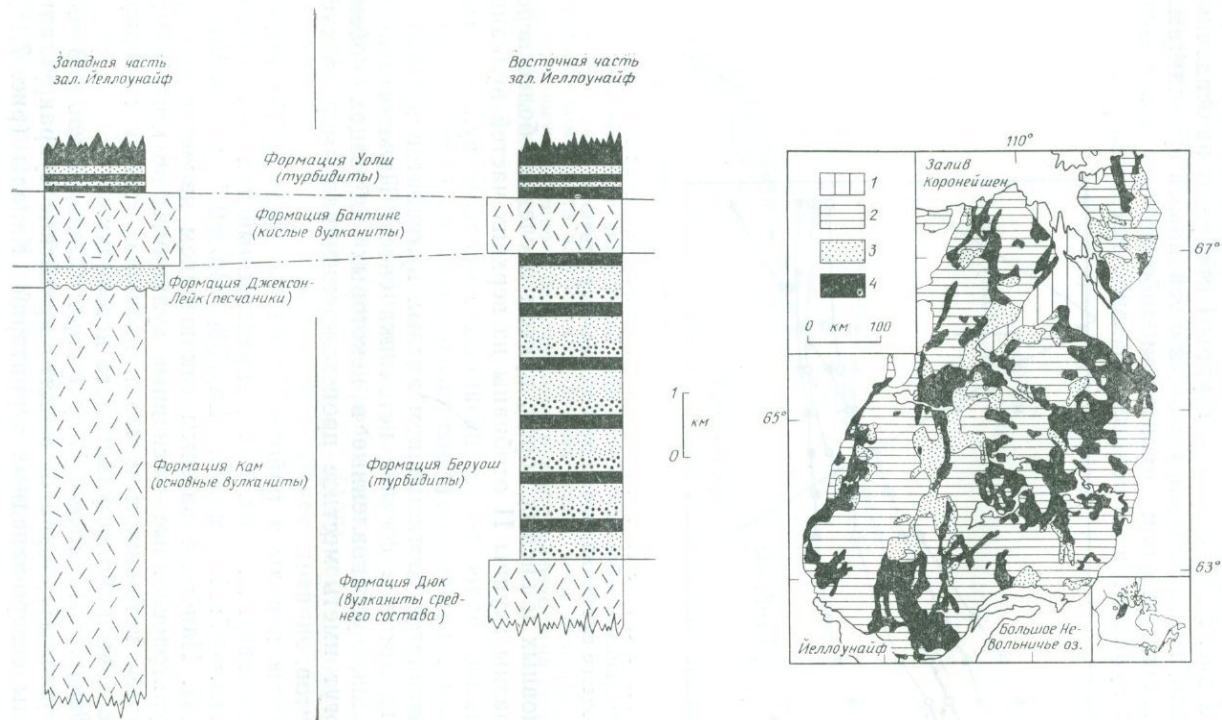 Западная часть
зал. Йеллоунайф
Восточная часть
зал. Йеллоунайф
Формация Уолш
(турбидиты)
Формация Бантинг
(кислые вулканиты)
Формация Джексон-
Лейк (песчаники)
Формация Кам
(основные вулканиты)
Формация Беруош
(турбидиты)
Формация Дюк
(вулканиты сред-
него состава)
1
км
0
110°
Залив
коронейшен
1
2
3
4
0 км 100
67°
65°
63°
Йеллоунайф
Большое Не-
вольничье оз.